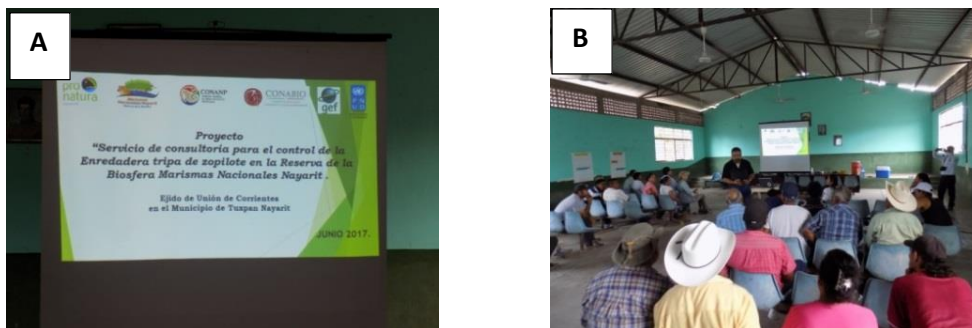 A
pro
natura
CONANP
CONABIO
gef
Proyecto
"Servicio de consultoría para el control de la
Enredadera tripa de zopilote en la Reserva de la
Biosfera Marismas Nacionales Nayarit .
Ejido de Unión de Corrientes
en el Municipio de Tuxpan Nayarit
JUNIO 2017.
B